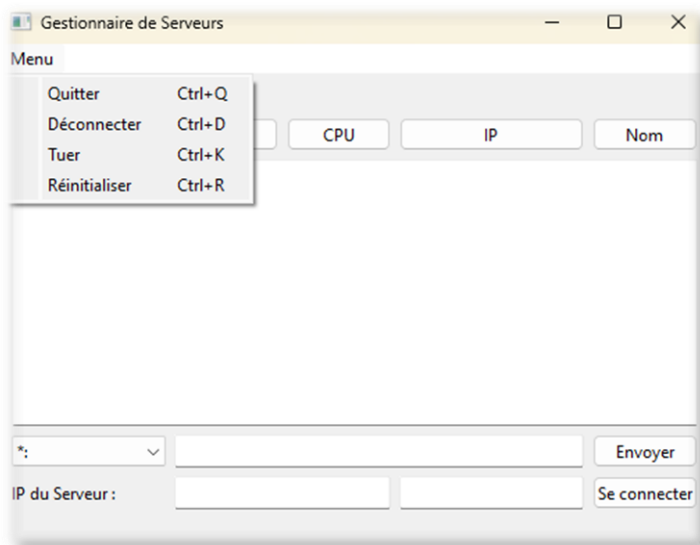 Gestionnaire de Serveurs
Menu
Quitter Ctrl+Q
Déconnecter Ctrl+D
Tuer Ctrl+K
Réinitialiser Ctrl+R
CPU IP Nom
*: Envoyer
IP du Serveur : Se connecter